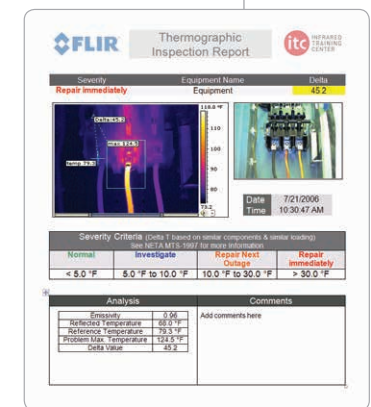 FLIR
Thermographic
Inspection Report
itc INFRARED
TRAINING
CENTER
Severity Equipment Name Delta
Repair immediately Equipment 45.2
Delta 45.2
max 124.5
temp 79.3
118.8 °F
110
100
90
80
73.2
Date 7/21/2006
Time 10:30:47 AM
Severity Criteria (Delta T based on similar components & similar loading)
See NETA MTS-1997 for more Information
Normal Investigate Repair Next Outage Repair immediately
< 5.0 °F 5.0 °F to 10.0 °F 10.0 °F to 30.0 °F > 30.0 °F
Analysis Comments
Emissivity 0.96
Reflected Temperature 68.0 °F
Reference Temperature 79.3 °F
Problem Max. Temperature 124.5 °F
Delta Value 45.2
Add comments here